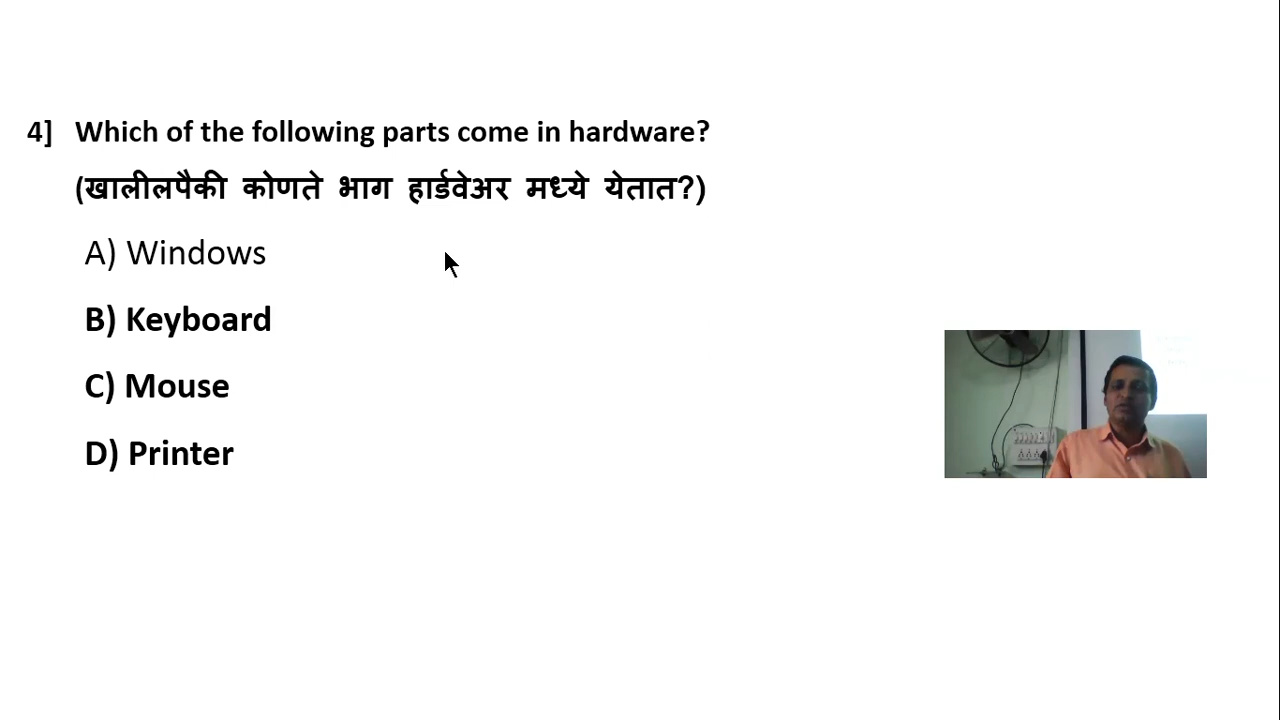 4] Which of the following parts come in hardware?
(खालीलपैकी कोणते भाग हार्डवेअर मध्ये येतात?)
A) Windows
B) Keyboard
C) Mouse
D) Printer